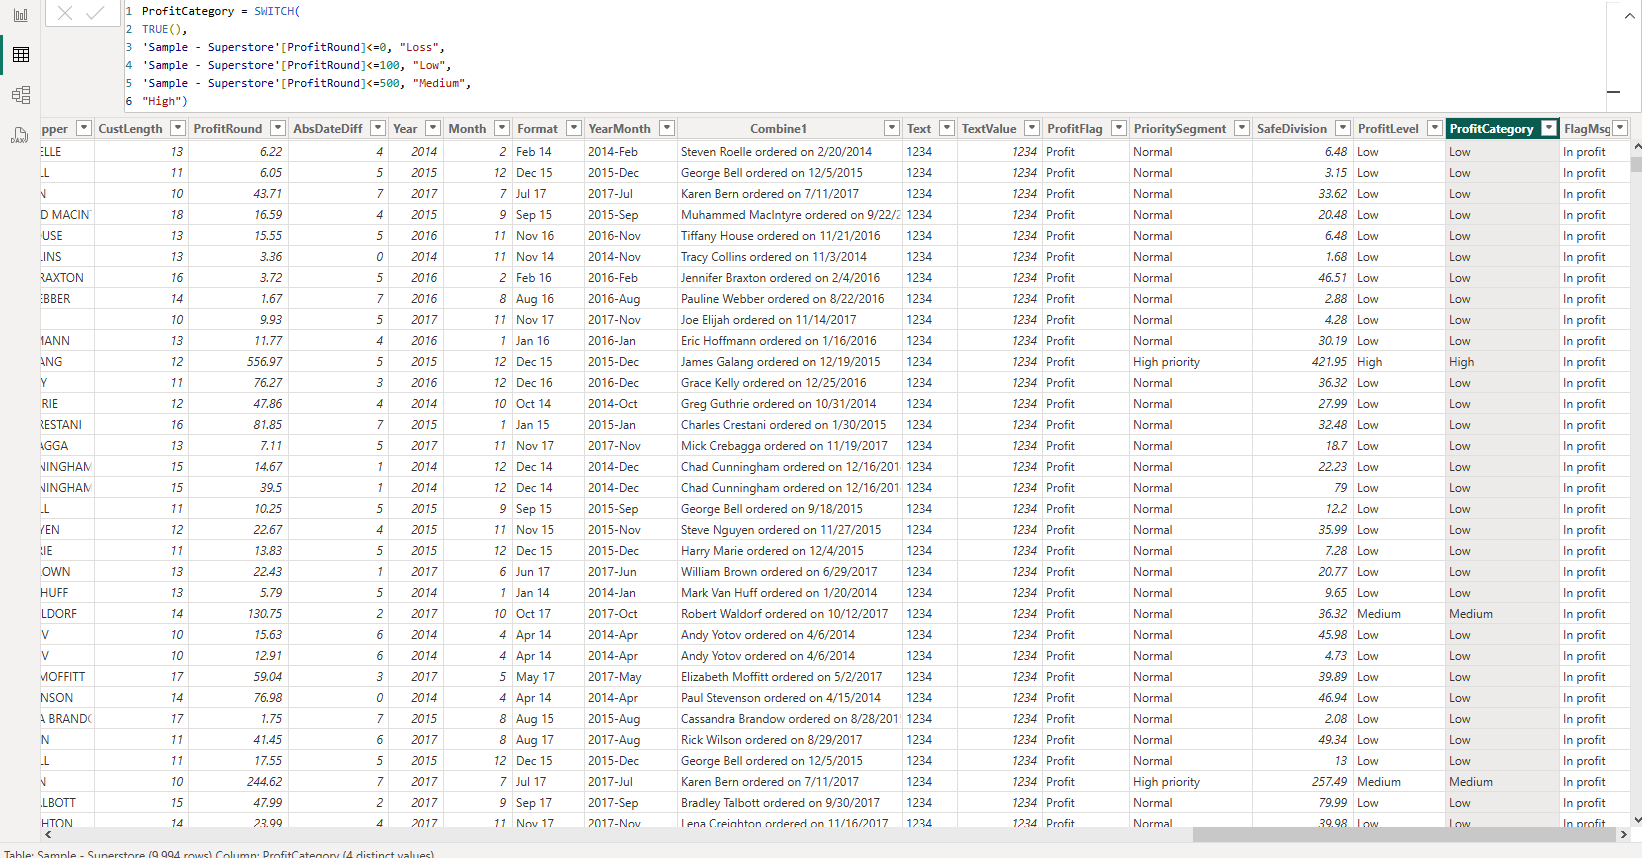 1 ProfitCategory = SWITCH(
2 TRUE(),
3 'Sample - Superstore'[ProfitRound]<=0, "Loss",
4 'Sample - Superstore'[ProfitRound]<=100, "Low",
5 'Sample - Superstore'[ProfitRound]<=500, "Medium",
6 "High")
DAX
pper CustLength ProfitRound AbsDateDiff Year Month Format YearMonth Combine1 Text TextValue ProfitFlag PrioritySegment SafeDivision ProfitLevel ProfitCategory FlagMsg
ELLE 13 6.22 4 2014 2 Feb 14 2014-Feb Steven Roelle ordered on 2/20/2014 1234 1234 Profit Normal 6.48 Low Low In profit
LL 11 6.05 5 2015 12 Dec 15 2015-Dec George Bell ordered on 12/5/2015 1234 1234 Profit Normal 3.15 Low Low In profit
N 10 43.71 7 2017 7 Jul 17 2017-Jul Karen Bern ordered on 7/11/2017 1234 1234 Profit Normal 33.62 Low Low In profit
D MACIN 18 16.59 4 2015 9 Sep 15 2015-Sep Muhammed MacIntyre ordered on 9/22/2 1234 1234 Profit Normal 20.48 Low Low In profit
USE 13 15.55 5 2016 11 Nov 16 2016-Nov Tiffany House ordered on 11/21/2016 1234 1234 Profit Normal 6.48 Low Low In profit
INS 13 3.36 0 2014 11 Nov 14 2014-Nov Tracy Collins ordered on 11/3/2014 1234 1234 Profit Normal 1.68 Low Low In profit
RAXTON 16 3.72 5 2016 2 Feb 16 2016-Feb Jennifer Braxton ordered on 2/4/2016 1234 1234 Profit Normal 46.51 Low Low In profit
EBBER 14 1.67 7 2016 8 Aug 16 2016-Aug Pauline Webber ordered on 8/22/2016 1234 1234 Profit Normal 2.88 Low Low In profit
10 9.93 5 2017 11 Nov 17 2017-Nov Joe Elijah ordered on 11/14/2017 1234 1234 Profit Normal 4.28 Low Low In profit
MANN 13 11.77 4 2016 1 Jan 16 2016-Jan Eric Hoffmann ordered on 1/16/2016 1234 1234 Profit Normal 30.19 Low Low In profit
ANG 12 556.97 5 2015 12 Dec 15 2015-Dec James Galang ordered on 12/19/2015 1234 1234 Profit High priority 421.95 High High In profit
Y 11 76.27 3 2016 12 Dec 16 2016-Dec Grace Kelly ordered on 12/25/2016 1234 1234 Profit Normal 36.32 Low Low In profit
RIE 12 47.86 4 2014 10 Oct 14 2014-Oct Greg Guthrie ordered on 10/31/2014 1234 1234 Profit Normal 27.99 Low Low In profit
RESTANI 16 81.85 7 2015 1 Jan 15 2015-Jan Charles Crestani ordered on 1/30/2015 1234 1234 Profit Normal 32.48 Low Low In profit
AGGA 13 7.11 5 2017 11 Nov 17 2017-Nov Mick Crebagga ordered on 11/19/2017 1234 1234 Profit Normal 18.7 Low Low In profit
NINGHAM 15 14.67 1 2014 12 Dec 14 2014-Dec Chad Cunningham ordered on 12/16/201 1234 1234 Profit Normal 22.23 Low Low In profit
NINGHAM 15 39.5 1 2014 12 Dec 14 2014-Dec Chad Cunningham ordered on 12/16/201 1234 1234 Profit Normal 79 Low Low In profit
LL 11 10.25 5 2015 9 Sep 15 2015-Sep George Bell ordered on 9/18/2015 1234 1234 Profit Normal 12.2 Low Low In profit
YEN 12 22.67 4 2015 11 Nov 15 2015-Nov Steve Nguyen ordered on 11/27/2015 1234 1234 Profit Normal 35.99 Low Low In profit
RIE 11 13.83 5 2015 12 Dec 15 2015-Dec Harry Marie ordered on 12/4/2015 1234 1234 Profit Normal 7.28 Low Low In profit
OWN 13 22.43 1 2017 6 Jun 17 2017-Jun William Brown ordered on 6/29/2017 1234 1234 Profit Normal 20.77 Low Low In profit
HUFF 13 5.79 5 2014 1 Jan 14 2014-Jan Mark Van Huff ordered on 1/20/2014 1234 1234 Profit Normal 9.65 Low Low In profit
LDORF 14 130.75 2 2017 10 Oct 17 2017-Oct Robert Waldorf ordered on 10/12/2017 1234 1234 Profit Normal 36.32 Medium Medium In profit
V 10 15.63 6 2014 4 Apr 14 2014-Apr Andy Yotov ordered on 4/6/2014 1234 1234 Profit Normal 45.98 Low Low In profit
V 10 12.91 6 2014 4 Apr 14 2014-Apr Andy Yotov ordered on 4/6/2014 1234 1234 Profit Normal 4.73 Low Low In profit
MOFFITT 17 59.04 3 2017 5 May 17 2017-May Elizabeth Moffitt ordered on 5/2/2017 1234 1234 Profit Normal 39.89 Low Low In profit
NSON 14 76.98 0 2014 4 Apr 14 2014-Apr Paul Stevenson ordered on 4/15/2014 1234 1234 Profit Normal 46.94 Low Low In profit
A BRANDO 17 1.75 7 2015 8 Aug 15 2015-Aug Cassandra Brandow ordered on 8/28/201 1234 1234 Profit Normal 2.08 Low Low In profit
N 11 41.45 6 2017 8 Aug 17 2017-Aug Rick Wilson ordered on 8/29/2017 1234 1234 Profit Normal 49.34 Low Low In profit
LL 11 17.55 5 2015 12 Dec 15 2015-Dec George Bell ordered on 12/5/2015 1234 1234 Profit Normal 13 Low Low In profit
N 10 244.62 7 2017 7 Jul 17 2017-Jul Karen Bern ordered on 7/11/2017 1234 1234 Profit High priority 257.49 Medium Medium In profit
LBOTT 15 47.99 2 2017 9 Sep 17 2017-Sep Bradley Talbott ordered on 9/30/2017 1234 1234 Profit Normal 79.99 Low Low In profit
HTON 14 23.99 4 2017 11 Nov 17 2017-Nov Lena Creighton ordered on 11/16/2017 1234 1234 Profit Normal 39.98 Low Low In profit
Table: Sample - Superstore (9,994 rows) Column: ProfitCategory (4 distinct values)